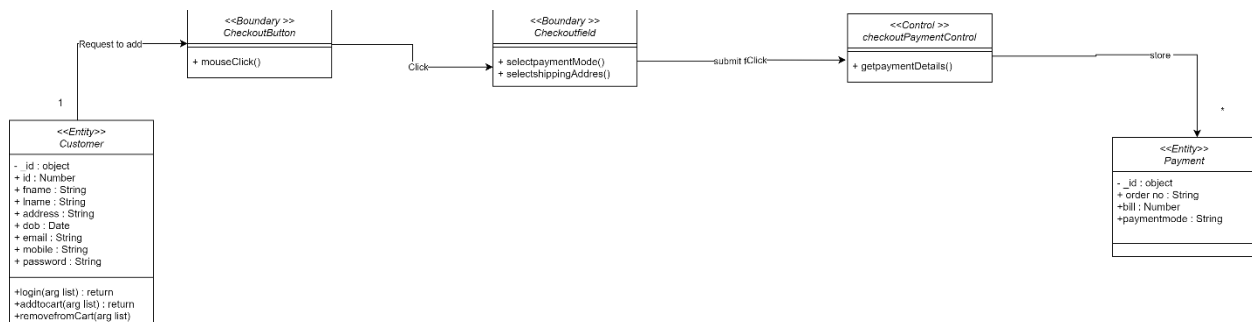 <<Boundary >>
CheckoutButton
+ mouseClick()
<<Boundary >>
Checkoutfield
+ selectpaymentMode()
+ selectshippingAddres()
<<Control >>
checkoutPaymentControl
+ getpaymentDetails()
Request to add
Click
submit fClick
store
1
*
<<Entity>>
Customer
- _id : object
+ id : Number
+ fname : String
+ lname : String
+ address : String
+ dob : Date
+ email : String
+ mobile : String
+ password : String
+login(arg list) : return
+addtocart(arg list) : return
+removefromCart(arg list)
<<Entity>>
Payment
- _id : object
+ order no : String
+bill : Number
+paymentmode : String